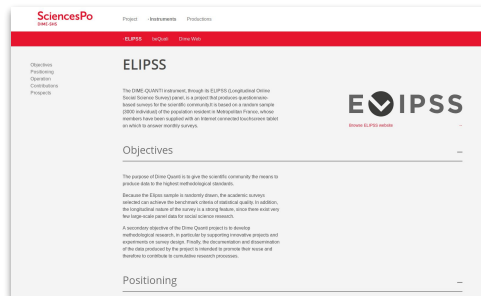 SciencesPo
DIME-SHS
Project
Instruments
Productions
ELIPSS
beQuali
Dime Web
Objectives
Positioning
Operation
Contributions
Prospects
ELIPSS
The DIME-QUANTI instrument, through its ELIPSS (Longitudinal Online
Social Science Survey) panel, is a project that produces questionnaire-
based surveys for the scientific community.It is based on a random sample
(3000 individual) of the population resident in Metropolitan France, whose
members have been supplied with an Internet connected touchscreen tablet
on which to answer monthly surveys.
ELIPSS
Browse ELIPSS website
Objectives
The purpose of Dime Quanti is to give the scientific community the means to
produce data to the highest methodological standards.
Because the Elipss sample is randomly drawn, the academic surveys
selected can achieve the benchmark criteria of statistical quality. In addition,
the longitudinal nature of the survey is a strong feature, since there exist very
few large-scale panel data for social science research.
A secondary objective of the Dime Quanti project is to develop
methodological research, in particular by supporting innovative projects and
experiments on survey design. Finally, the documentation and dissemination
of the data produced by the project is intended to promote their reuse and
therefore to contribute to cumulative research processes.
Positioning